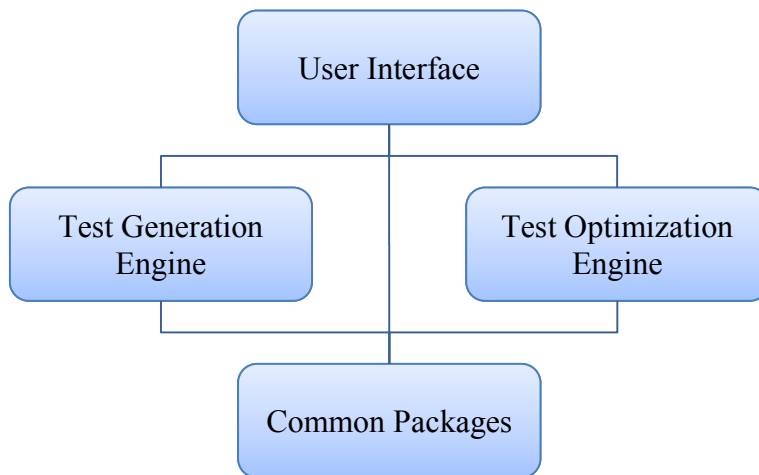 User Interface
Test Generation
Engine
Test Optimization
Engine
Common Packages